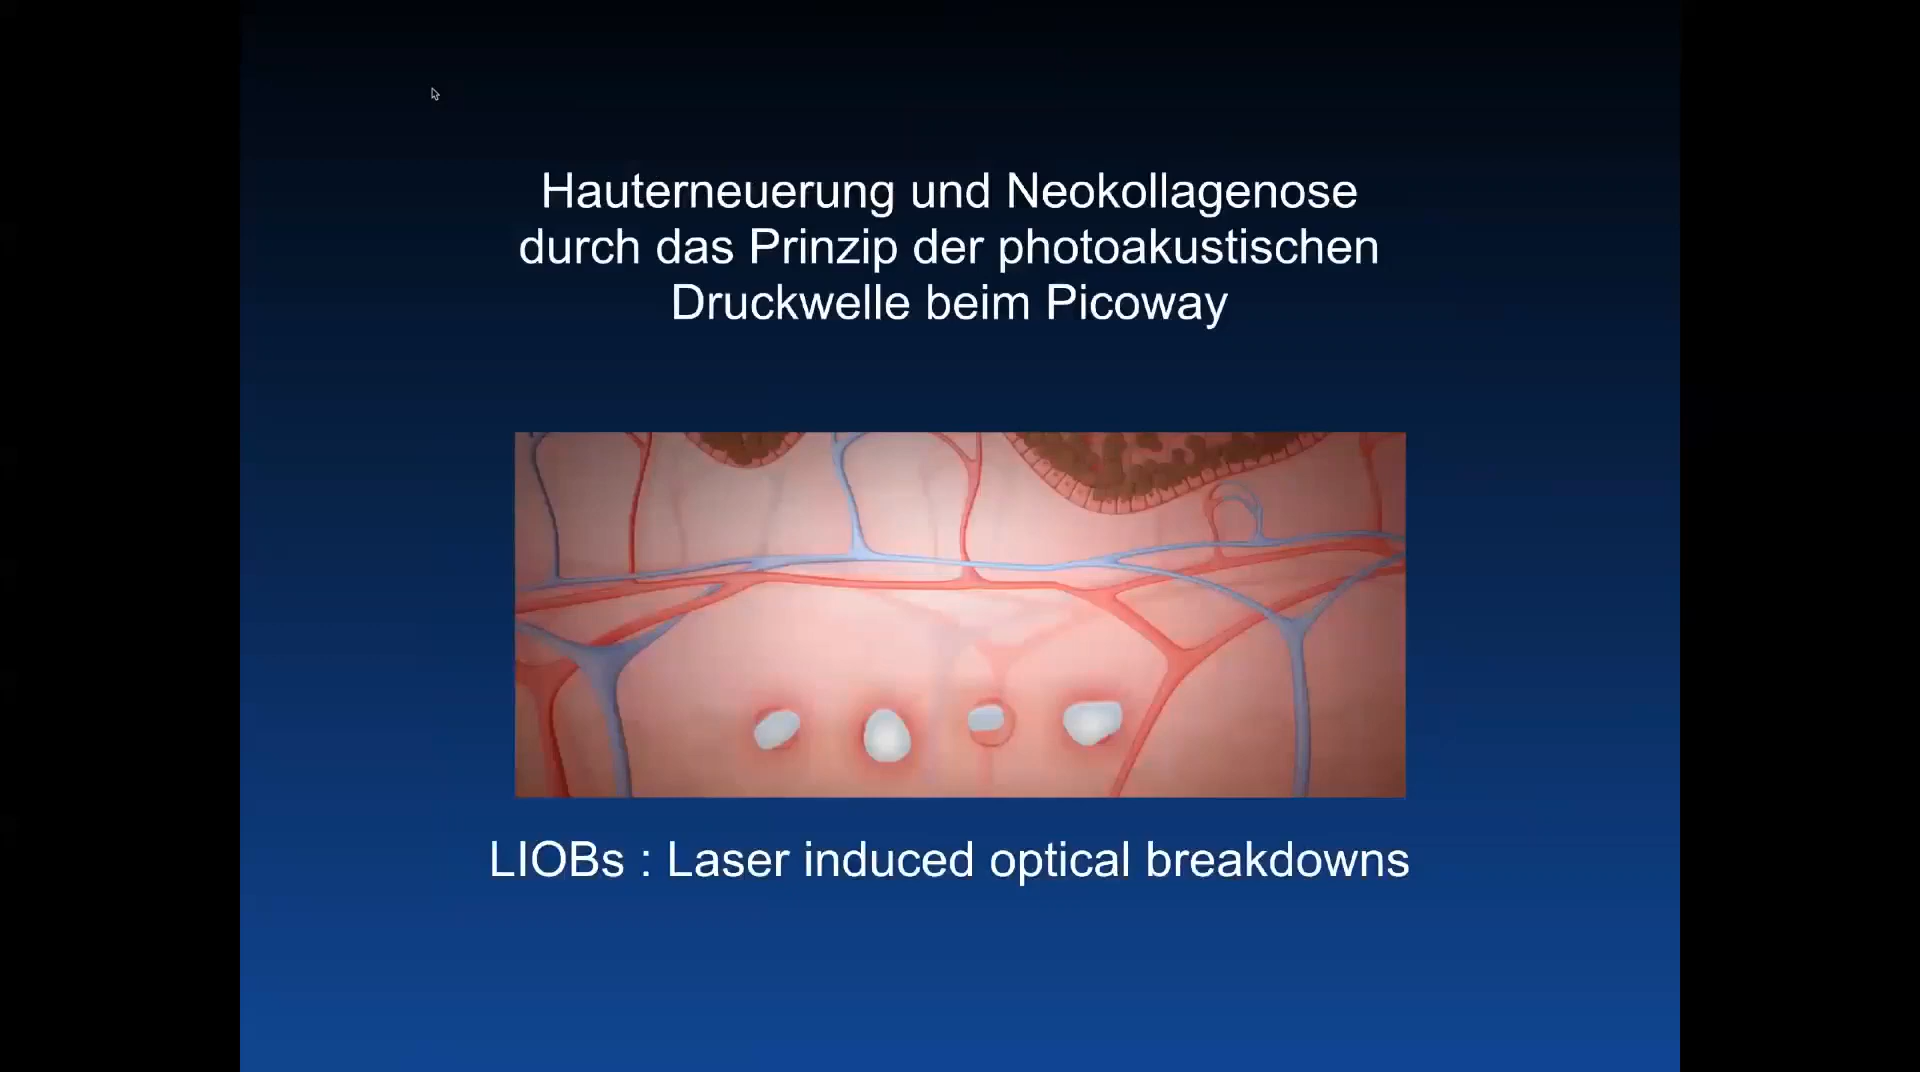 Hauterneuerung und Neokollagenose
durch das Prinzip der photoakustischen
Druckwelle beim Picoway
LIOBs : Laser induced optical breakdowns